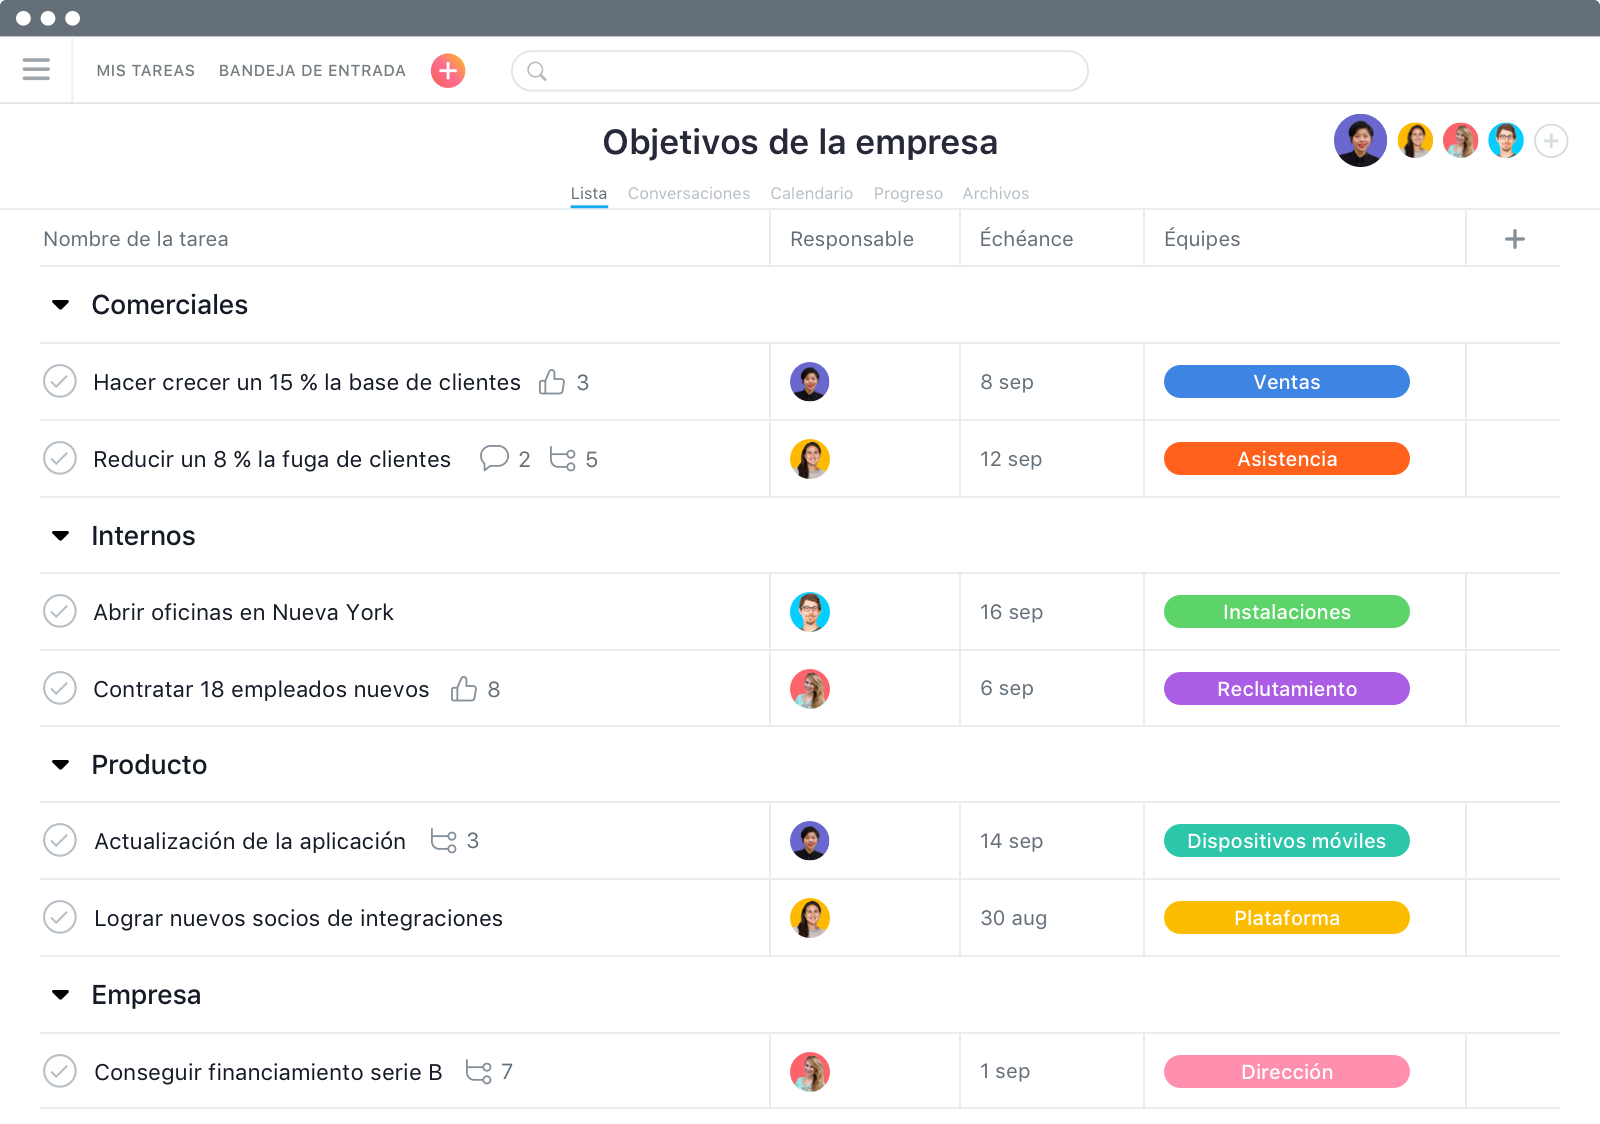 MIS TAREAS BANDEJA DE ENTRADA
Objetivos de la empresa
Lista Conversaciones Calendario Progreso Archivos
Nombre de la tarea Responsable Échéance Équipes
Comerciales
Hacer crecer un 15 % la base de clientes 3 8 sep Ventas
Reducir un 8 % la fuga de clientes 2 5 12 sep Asistencia
Internos
Abrir oficinas en Nueva York 16 sep Instalaciones
Contratar 18 empleados nuevos 8 6 sep Reclutamiento
Producto
Actualización de la aplicación 3 14 sep Dispositivos móviles
Lograr nuevos socios de integraciones 30 aug Plataforma
Empresa
Conseguir financiamiento serie B 7 1 sep Dirección